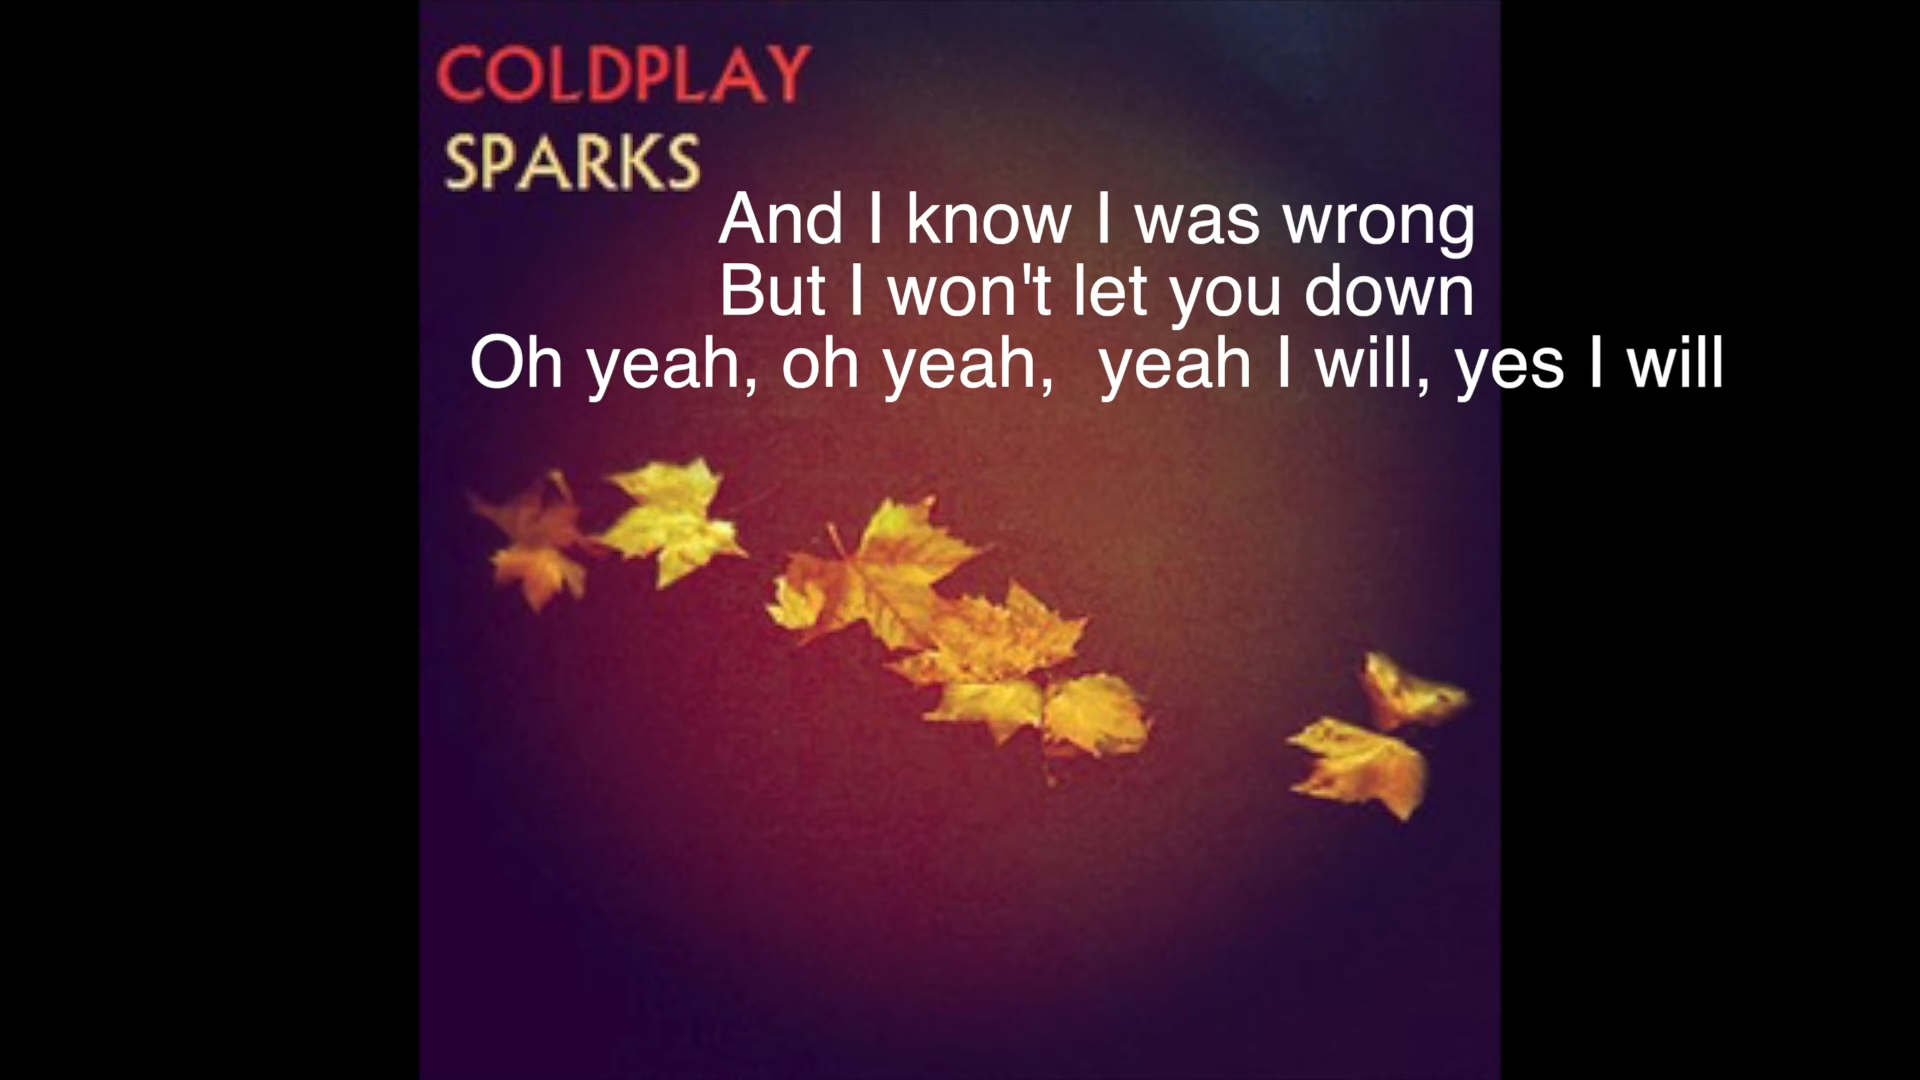 COLDPLAY
SPARKS
And I know I was wrong
But I won't let you down
Oh yeah, oh yeah,  yeah I will, yes I will